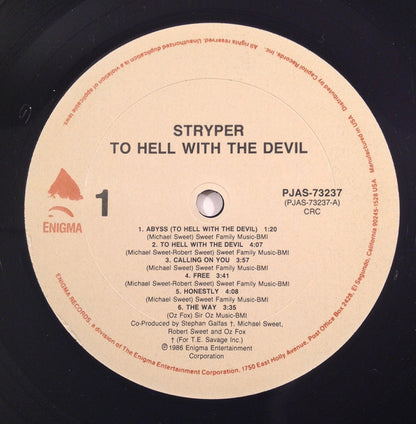 All rights reserved. Unauthorized duplication is a violation of applicable laws.
Distributed by Capitol Records, Inc.
Manufactured in USA.
STRYPER
TO HELL WITH THE DEVIL
ENIGMA
1
PJAS-73237
(PJAS-73237-A)
CRC
1. ABYSS (TO HELL WITH THE DEVIL) 1:20
(Michael Sweet) Sweet Family Music-BMI
2. TO HELL WITH THE DEVIL 4:07
(Michael Sweet-Robert Sweet) Sweet Family Music-BMI
3. CALLING ON YOU 3:57
(Michael Sweet) Sweet Family Music-BMI
4. FREE 3:41
(Michael Sweet-Robert Sweet) Sweet Family Music-BMI
5. HONESTLY 4:08
(Michael Sweet) Sweet Family Music-BMI
6. THE WAY 3:35
(Oz Fox) Sir Oz Music-BMI
Co-Produced by Stephan Galfas †, Michael Sweet,
Robert Sweet and Oz Fox
† (For T.E. Savage Inc.)
℗1986 Enigma Entertainment
Corporation
ENIGMA RECORDS, a division of The Enigma Entertainment Corporation, 1750 East Holly Avenue, Post Office Box 2428, El Segundo, California 90245-1528 USA